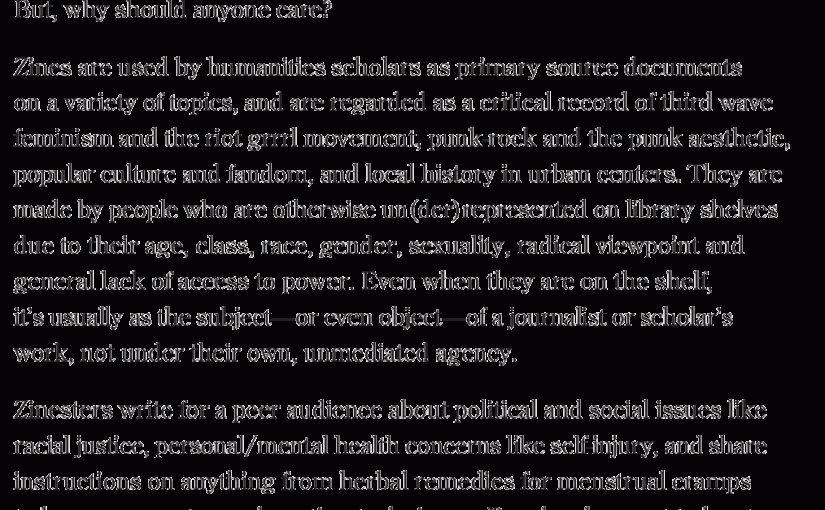 But, why should anyone care?
Zines are used by humanities scholars as primary source documents
on a variety of topics, and are regarded as a critical record of third wave
feminism and the riot grrrl movement, punk-rock and the punk aesthetic,
popular culture and fandom, and local history in urban centers. They are
made by people who are otherwise un(der)represented on library shelves
due to their age, class, race, gender, sexuality, radical viewpoint and
general lack of access to power. Even when they are on the shelf,
it's usually as the subject—or even object—of a journalist or scholar's
work, not under their own, unmediated agency.
Zinesters write for a peer audience about political and social issues like
racial justice, personal/mental health concerns like self-injury, and share
instructions on anything from herbal remedies for menstrual cramps